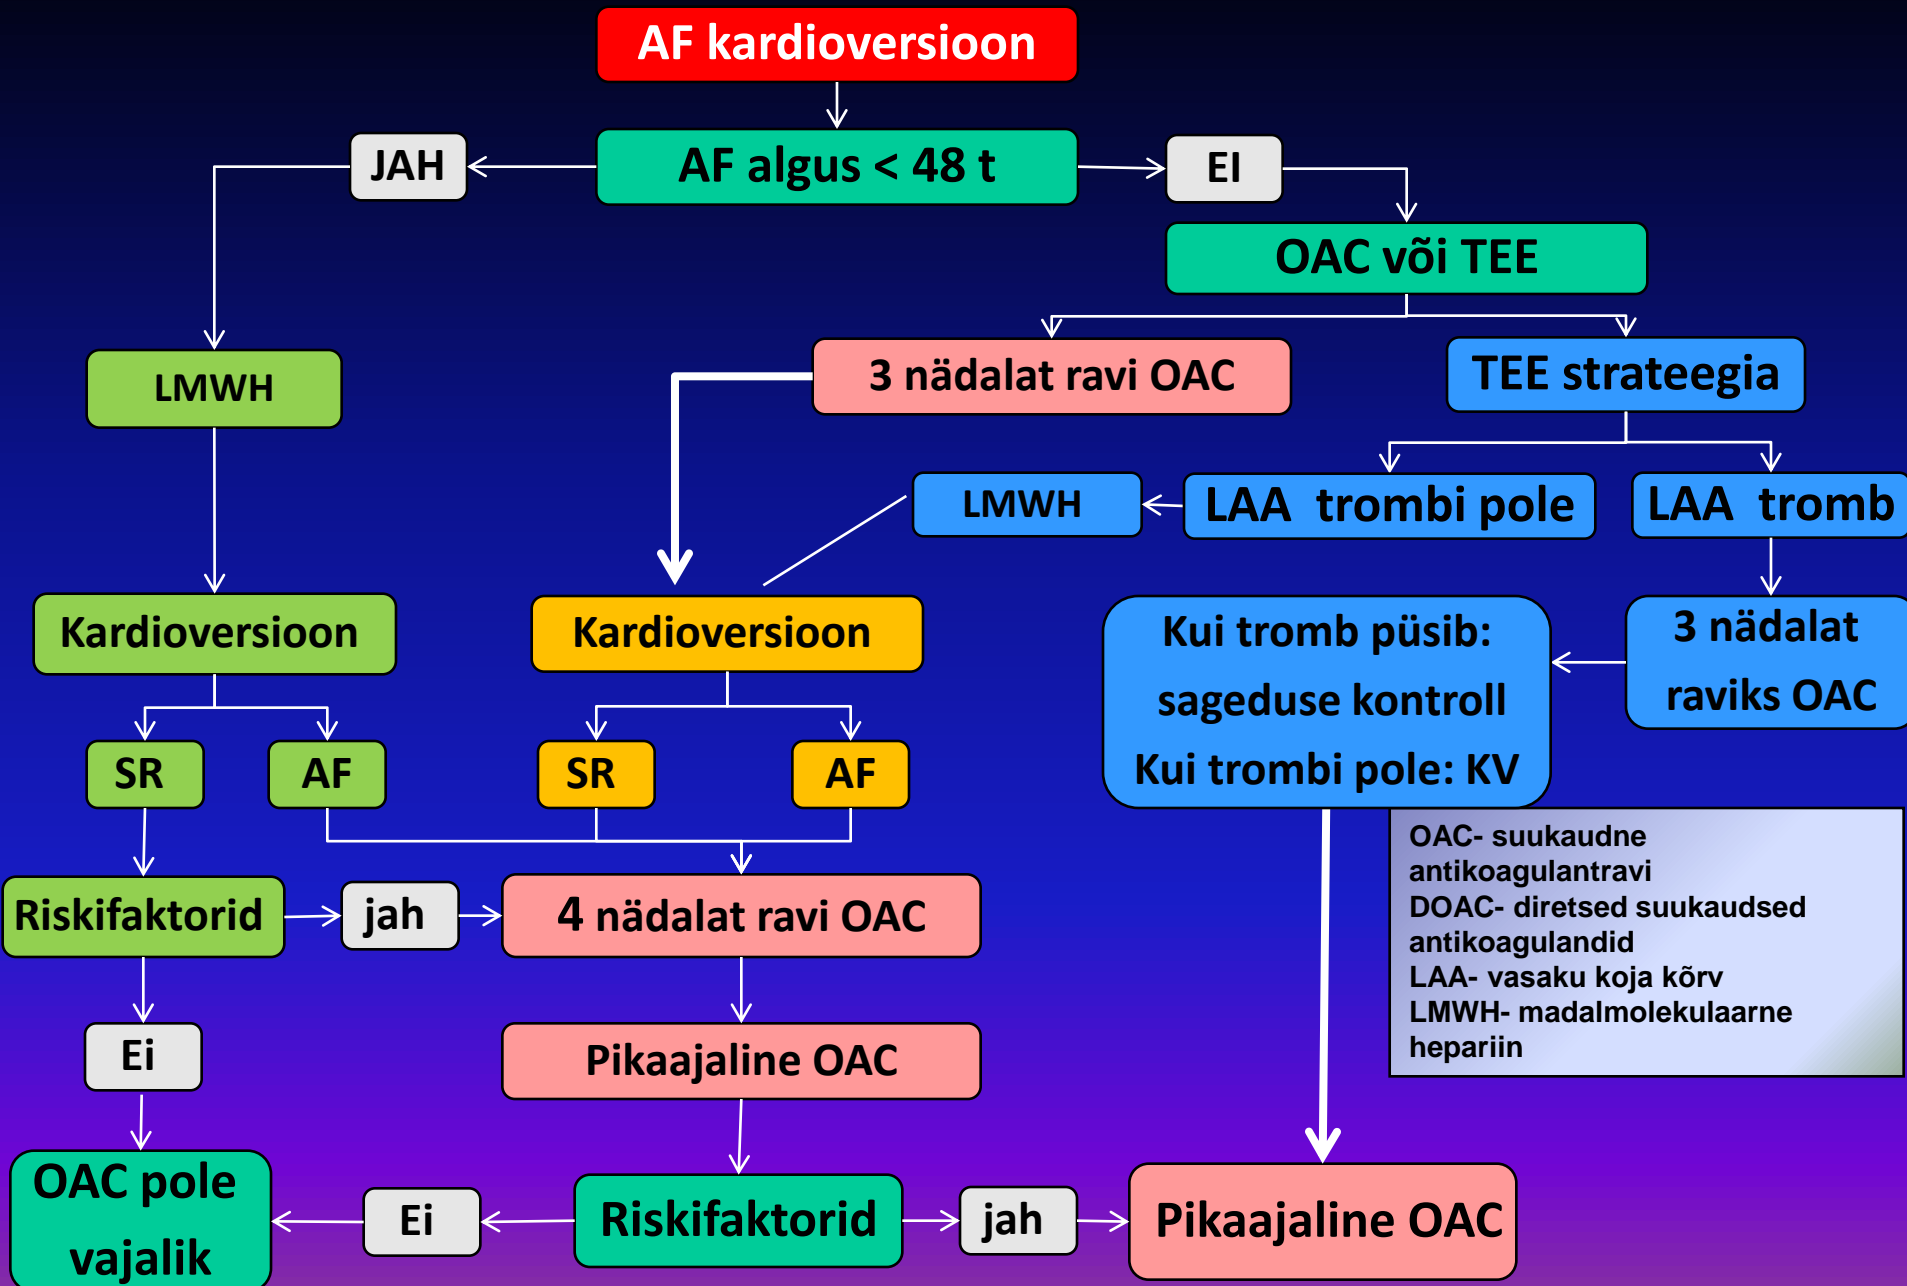 AF kardioversioon
JAH
AF algus < 48 t
EI
OAC või TEE
LMWH
3 nädalat ravi OAC
TEE strateegia
LMWH
LAA trombi pole
LAA tromb
Kardioversioon
Kardioversioon
Kui tromb püsib:
sageduse kontroll
Kui trombi pole: KV
3 nädalat
raviks OAC
SR
AF
SR
AF
OAC- suukaudne
antikoagulantravi
DOAC- diretsed suukaudsed
antikoagulandid
LAA- vasaku koja kõrv
LMWH- madalmolekulaarne
hepariin
Riskifaktorid
jah
4 nädalat ravi OAC
Ei
Pikaajaline OAC
OAC pole
vajalik
Ei
Riskifaktorid
jah
Pikaajaline OAC